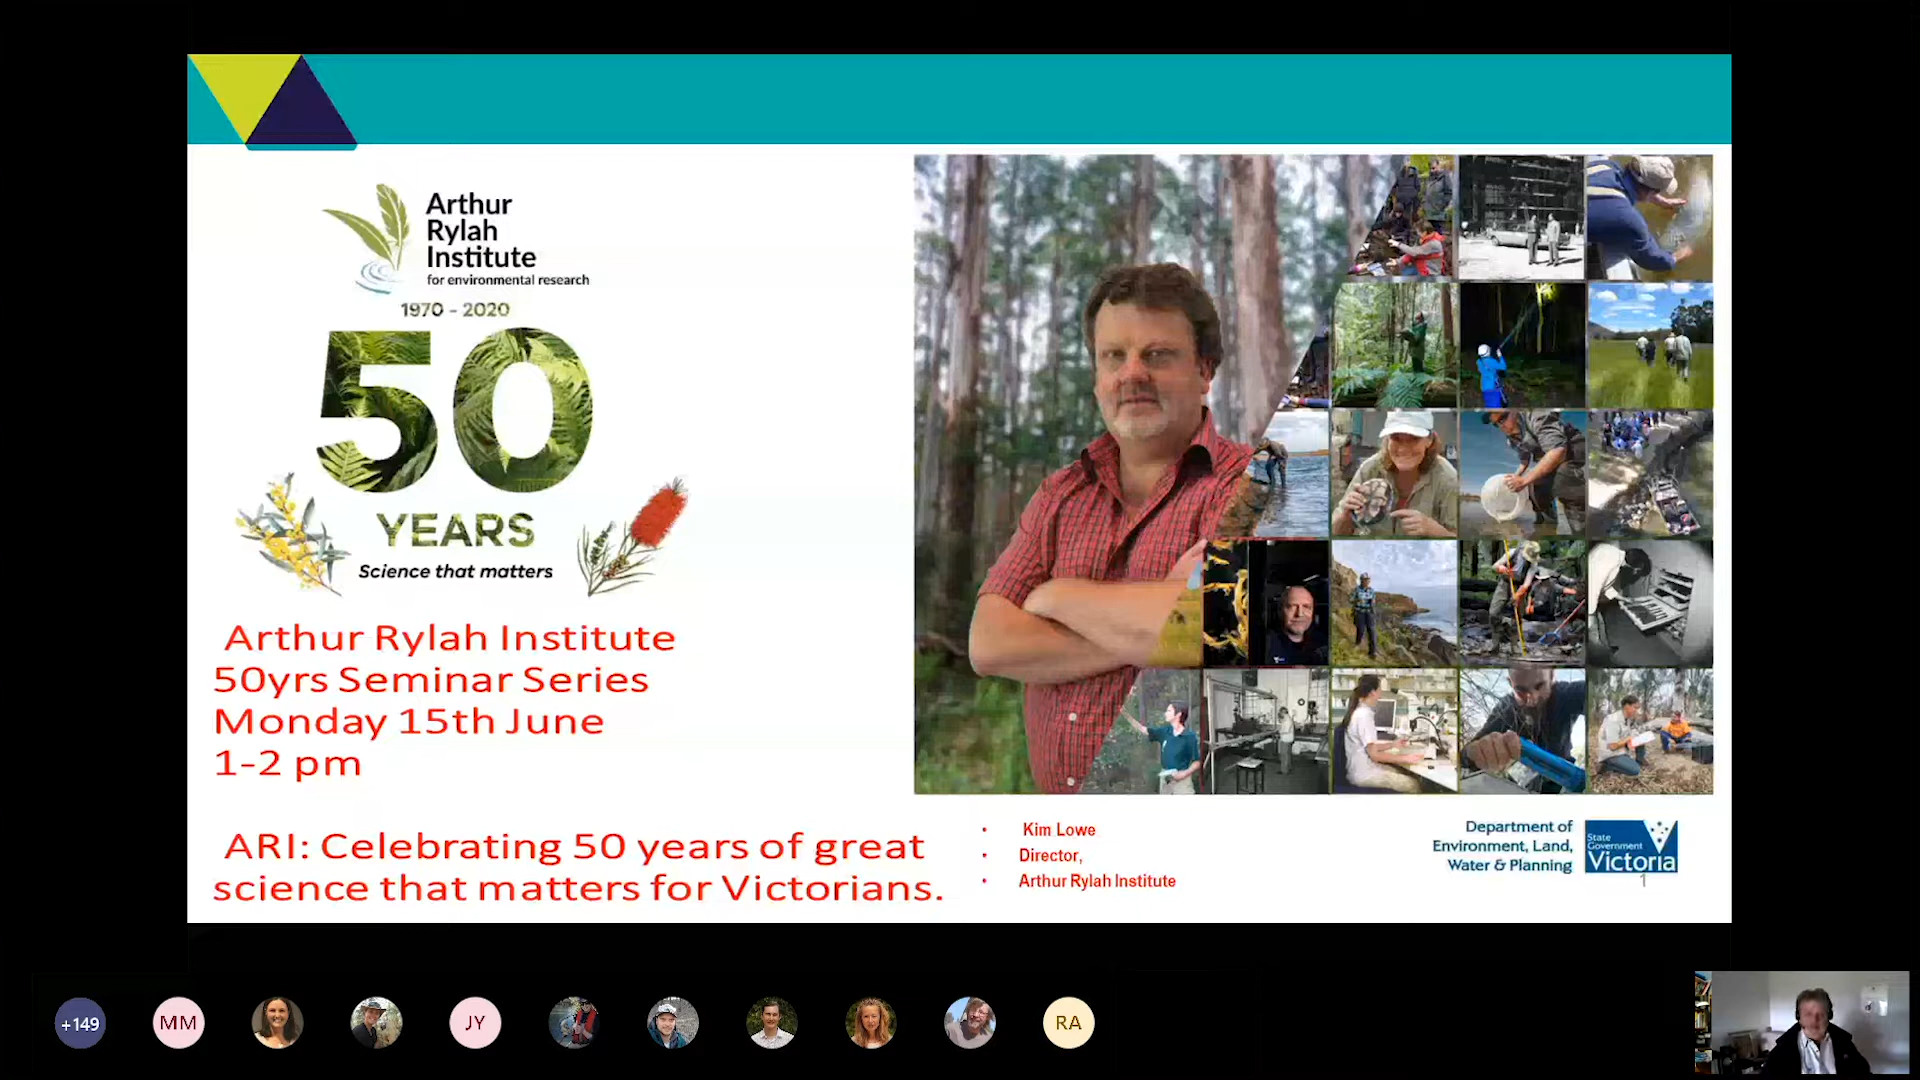 Arthur
Rylah
Institute
for environmental research
1970 - 2020
50
YEARS
Science that matters
Arthur Rylah Institute
50yrs Seminar Series
Monday 15th June
1-2 pm
ARI: Celebrating 50 years of great
science that matters for Victorians.
• Kim Lowe
• Director,
• Arthur Rylah Institute
Department of
Environment, Land,
Water & Planning
State
Government
Victoria
1
+149
MM
JY
RA